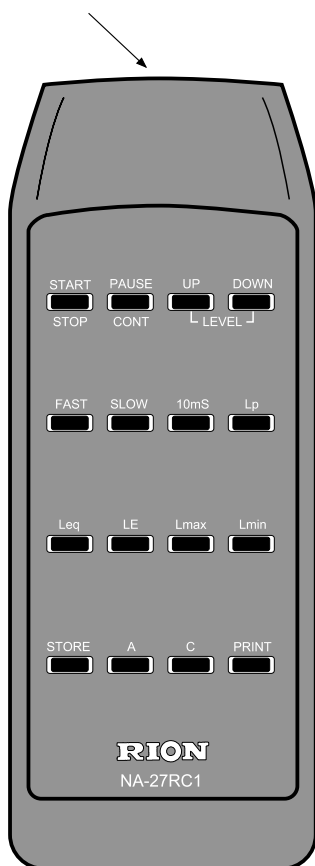 START PAUSE UP DOWN
STOP CONT LEVEL
FAST SLOW 10mS Lp
Leq LE Lmax Lmin
STORE A C PRINT
RION
NA-27RC1